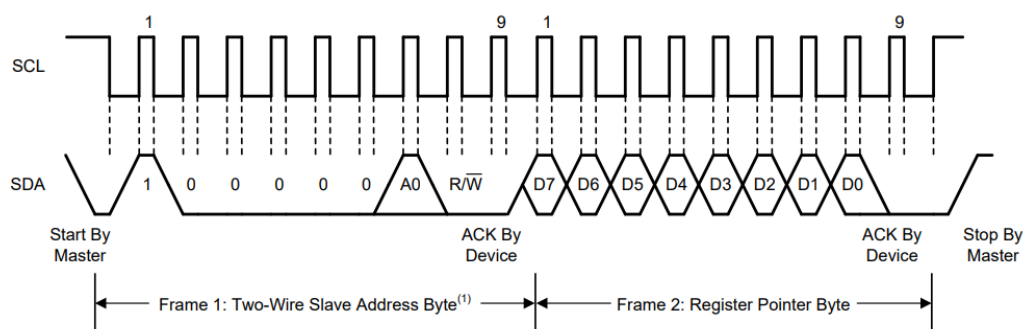 1 9 1 9
SCL
SDA 1 0 0 0 0 0 A0 R/W̅ D7 D6 D5 D4 D3 D2 D1 D0
Start By
Master
ACK By
Device
ACK By
Device
Stop By
Master
Frame 1: Two-Wire Slave Address Byte(1)
Frame 2: Register Pointer Byte